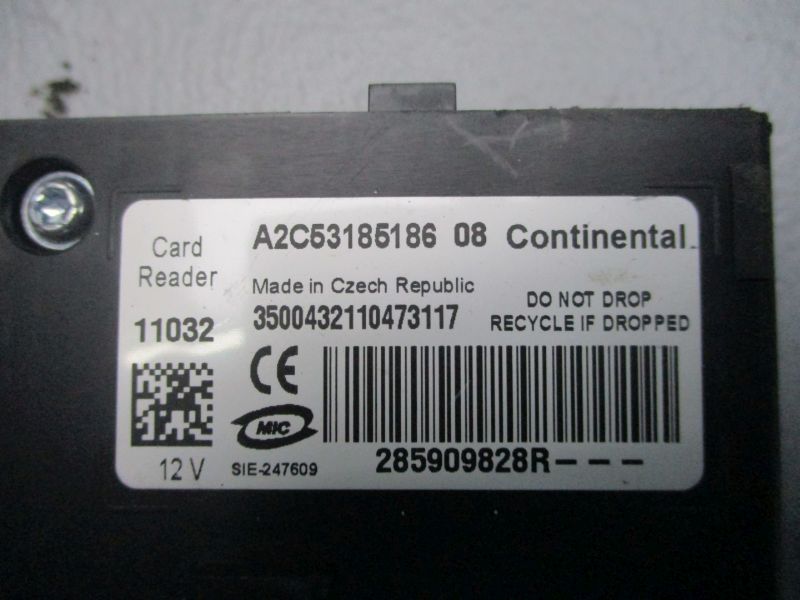 Card Reader
A2C53185186 08 Continental
Made in Czech Republic
11032
3500432110473117
DO NOT DROP
RECYCLE IF DROPPED
CE
MIC
12 V
SIE-247609
285909828R---